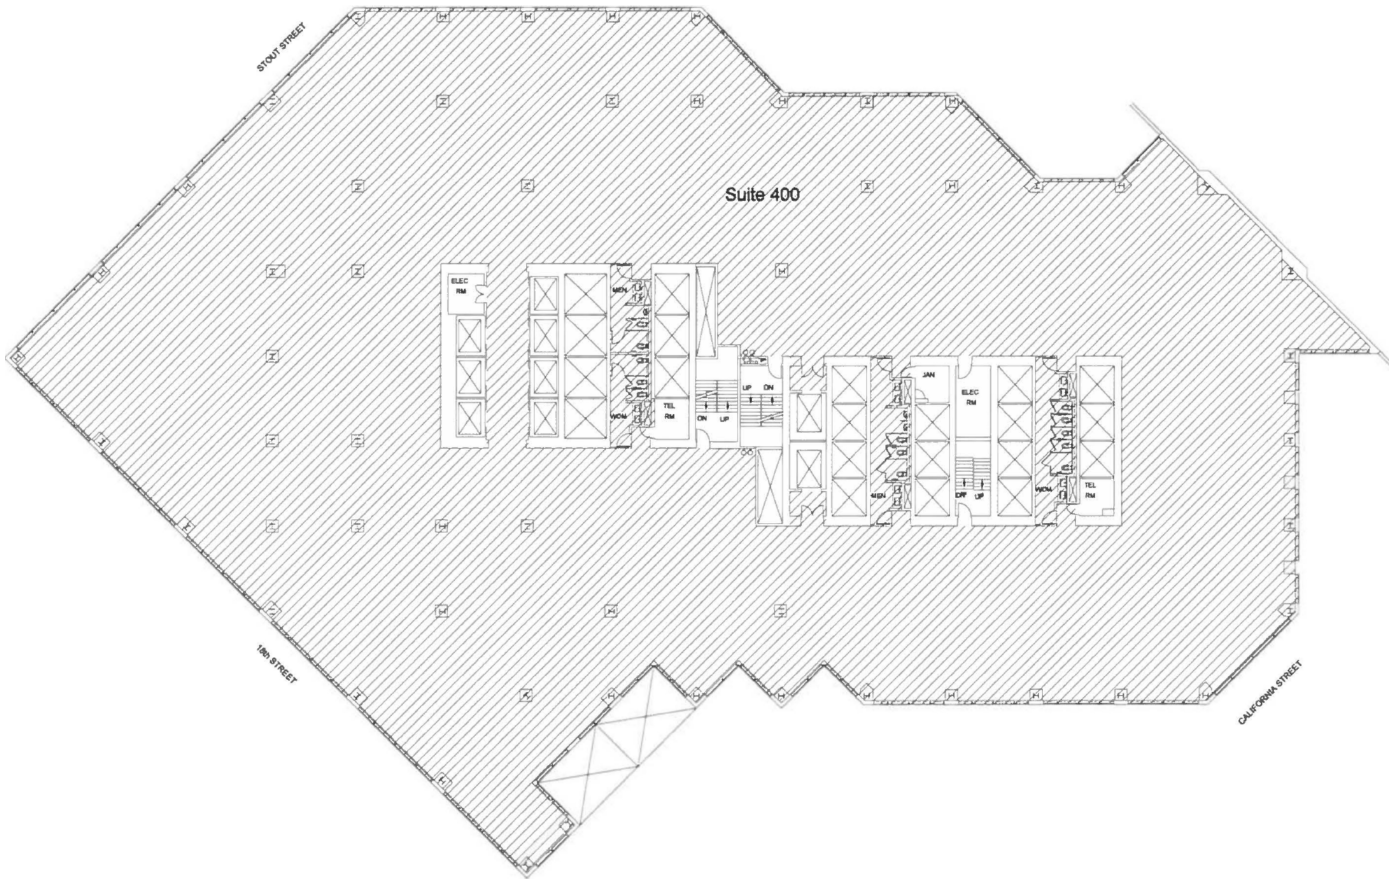 STOUT STREET
Suite 400
ELEC
RM
MEN
WOM.
TEL
RM
DN
UP
UP
DN
JAN
ELEC
RM
MEN
UP
WOM.
TEL
RM
18th STREET
CALIFORNIA STREET